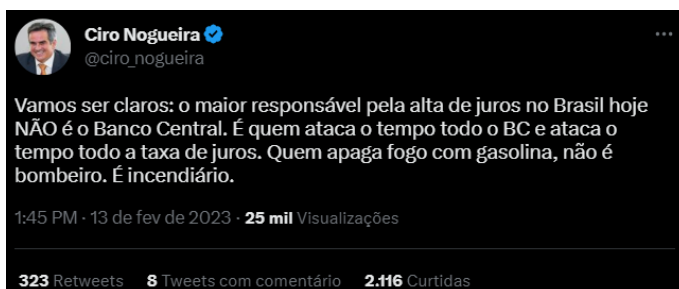 Ciro Nogueira
@ciro_nogueira
Vamos ser claros: o maior responsável pela alta de juros no Brasil hoje
NÃO é o Banco Central. É quem ataca o tempo todo o BC e ataca o
tempo todo a taxa de juros. Quem apaga fogo com gasolina, não é
bombeiro. É incendiário.
1:45 PM · 13 de fev de 2023 · 25 mil Visualizações
323 Retweets 8 Tweets com comentário 2.116 Curtidas